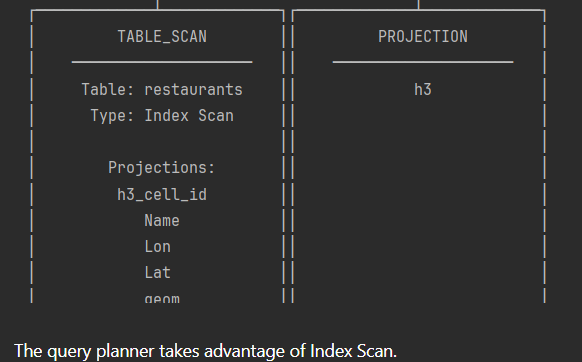 TABLE_SCAN
PROJECTION
Table: restaurants
h3
Type: Index Scan
Projections:
h3_cell_id
Name
Lon
Lat
geom
The query planner takes advantage of Index Scan.